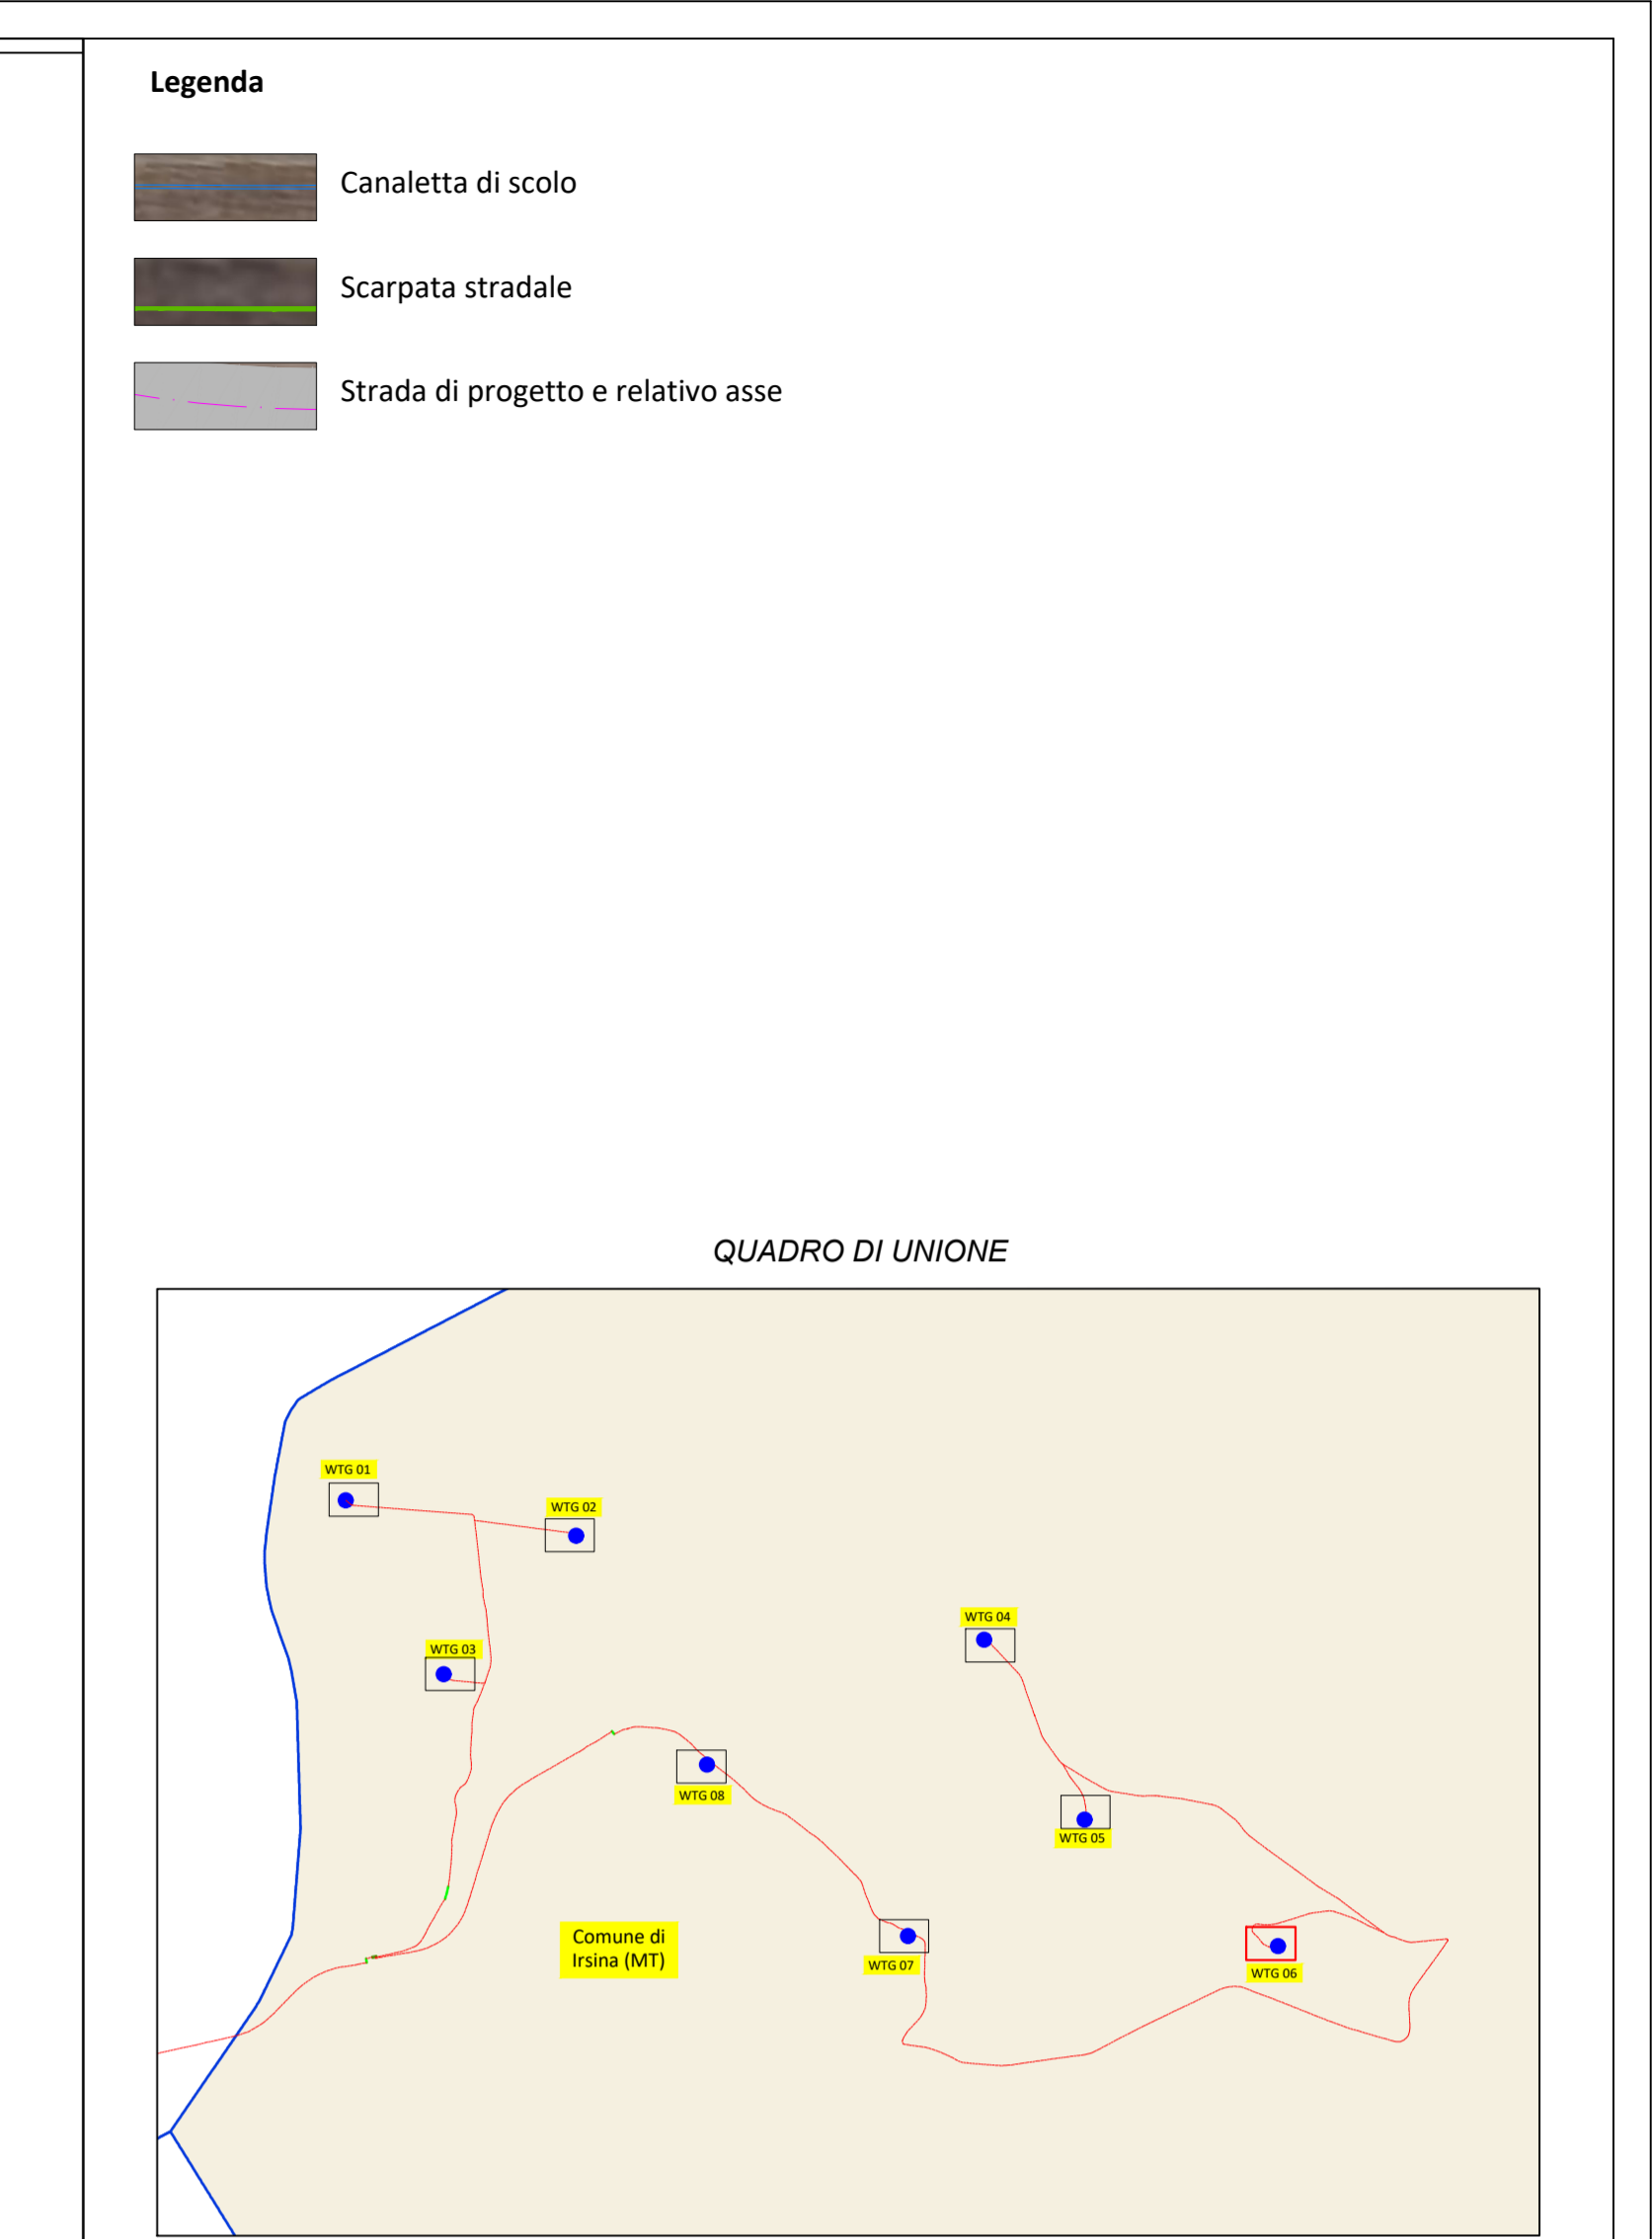 Legenda
Canaletta di scolo
Scarpata stradale
Strada di progetto e relativo asse
QUADRO DI UNIONE
WTG 01
WTG 02
WTG 03
WTG 04
WTG 08
WTG 05
WTG 07
WTG 06
Comune di
Irsina (MT)